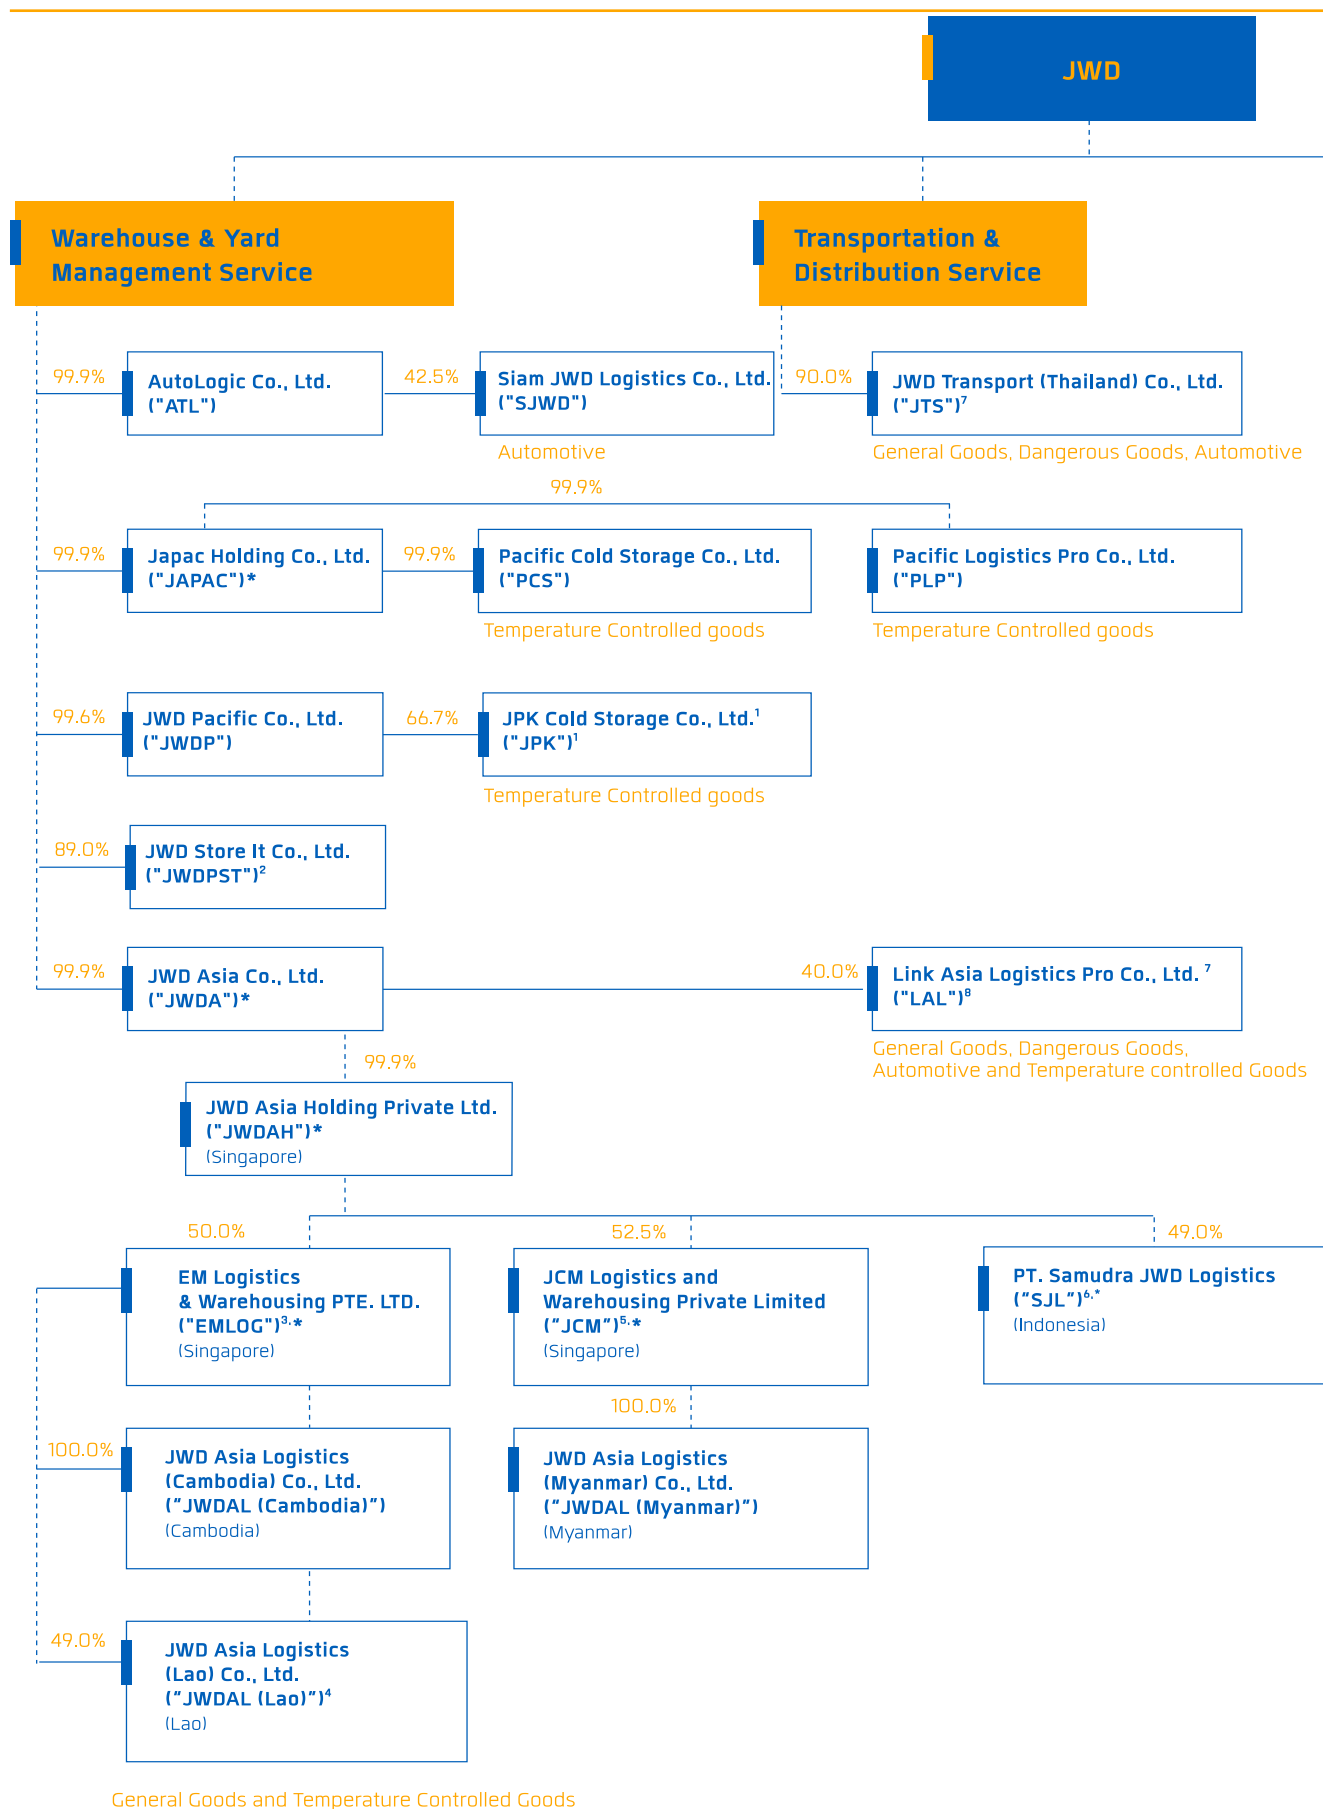 JWD
Warehouse & Yard
Management Service
Transportation &
Distribution Service
99.9%
AutoLogic Co., Ltd.
("ATL")
42.5%
Siam JWD Logistics Co., Ltd.
("SJWD")
Automotive
90.0%
JWD Transport (Thailand) Co., Ltd.
("JTS")7
General Goods, Dangerous Goods, Automotive
99.9%
99.9%
Japac Holding Co., Ltd.
("JAPAC")*
99.9%
Pacific Cold Storage Co., Ltd.
("PCS")
Temperature Controlled goods
Pacific Logistics Pro Co., Ltd.
("PLP")
Temperature Controlled goods
99.6%
JWD Pacific Co., Ltd.
("JWDP")
66.7%
JPK Cold Storage Co., Ltd.1
("JPK")1
Temperature Controlled goods
89.0%
JWD Store It Co., Ltd.
("JWDPST")2
99.9%
JWD Asia Co., Ltd.
("JWDA")*
40.0%
Link Asia Logistics Pro Co., Ltd. 7
("LAL")8
General Goods, Dangerous Goods,
Automotive and Temperature controlled Goods
99.9%
JWD Asia Holding Private Ltd.
("JWDAH")*
(Singapore)
50.0%
EM Logistics
& Warehousing PTE. LTD.
("EMLOG")3,*
(Singapore)
52.5%
JCM Logistics and
Warehousing Private Limited
(“JCM”)5,*
(Singapore)
49.0%
PT. Samudra JWD Logistics
(“SJL”)6,*
(Indonesia)
100.0%
JWD Asia Logistics
(Cambodia) Co., Ltd.
(“JWDAL (Cambodia)”)
(Cambodia)
100.0%
JWD Asia Logistics
(Myanmar) Co., Ltd.
(“JWDAL (Myanmar)”)
(Myanmar)
49.0%
JWD Asia Logistics
(Lao) Co., Ltd.
(“JWDAL (Lao)”)4
(Lao)
General Goods and Temperature Controlled Goods